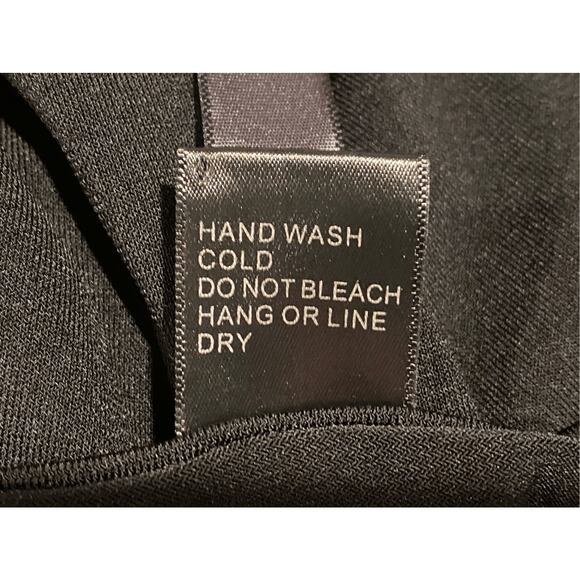 HAND WASH
COLD
DO NOT BLEACH
HANG OR LINE
DRY